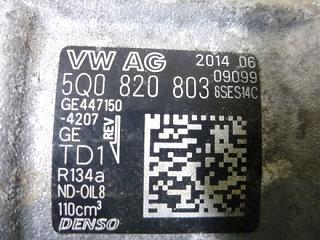 VW AG 2014 06
09099
5Q0 820 803 6SES14C
GE447150
-4207
GE REV
TD1
R134a
ND-OIL8
110cm³
DENSO